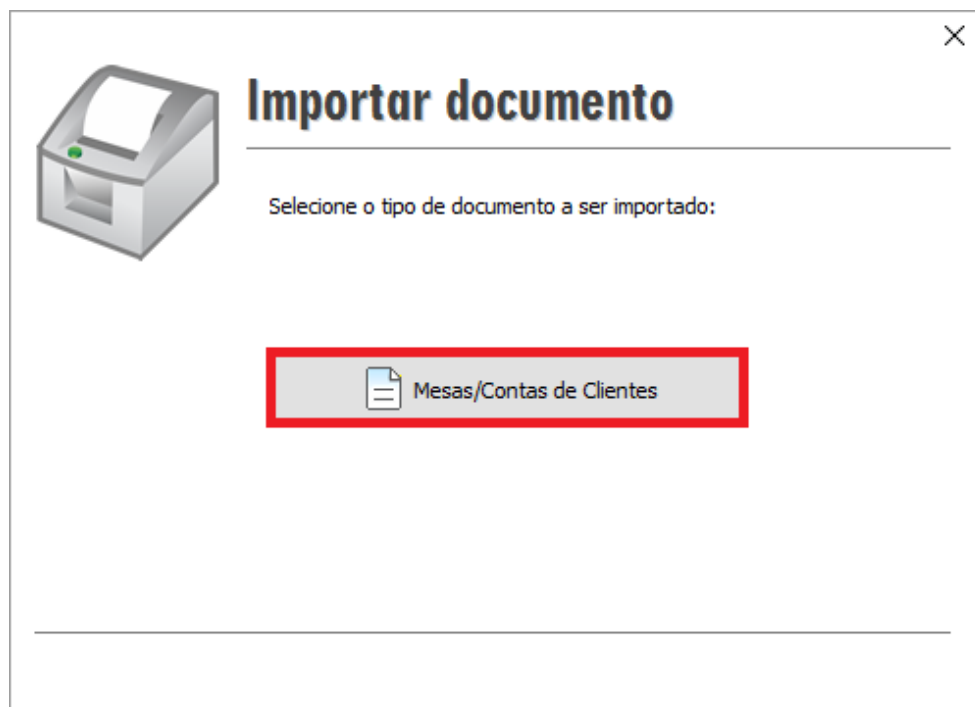 Importar documento
Selecione o tipo de documento a ser importado:
Mesas/Contas de Clientes